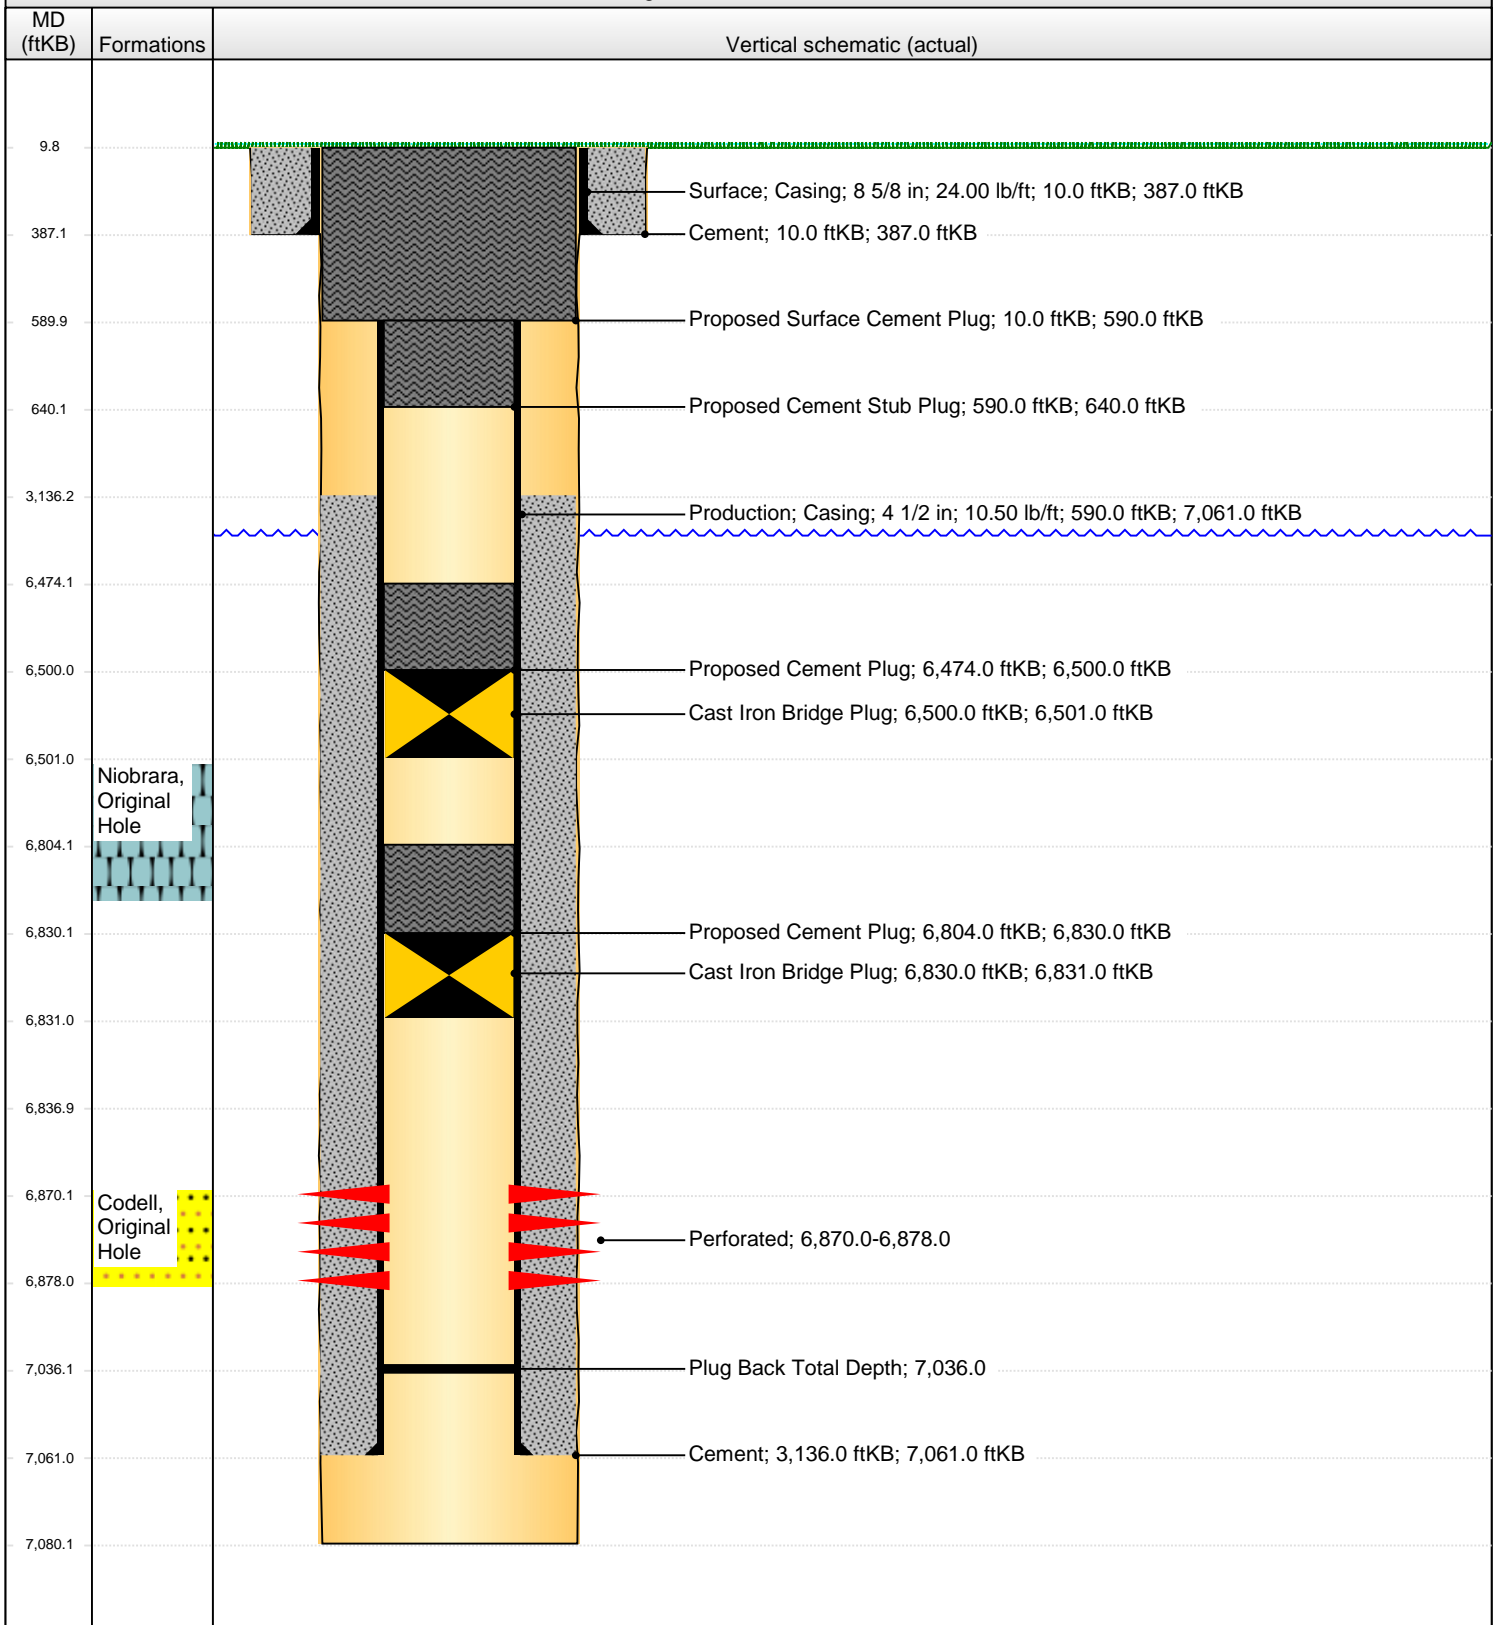 MD
(ftKB)
Formations
Vertical schematic (actual)
9.8
Surface; Casing; 8 5/8 in; 24.00 lb/ft; 10.0 ftKB; 387.0 ftKB
387.1
Cement; 10.0 ftKB; 387.0 ftKB
589.9
Proposed Surface Cement Plug; 10.0 ftKB; 590.0 ftKB
640.1
Proposed Cement Stub Plug; 590.0 ftKB; 640.0 ftKB
3,136.2
Production; Casing; 4 1/2 in; 10.50 lb/ft; 590.0 ftKB; 7,061.0 ftKB
6,474.1
6,500.0
Proposed Cement Plug; 6,474.0 ftKB; 6,500.0 ftKB
Cast Iron Bridge Plug; 6,500.0 ftKB; 6,501.0 ftKB
6,501.0
Niobrara,
Original
Hole
6,804.1
6,830.1
Proposed Cement Plug; 6,804.0 ftKB; 6,830.0 ftKB
Cast Iron Bridge Plug; 6,830.0 ftKB; 6,831.0 ftKB
6,831.0
6,836.9
6,870.1
Codell,
Original
Hole
Perforated; 6,870.0-6,878.0
6,878.0
7,036.1
Plug Back Total Depth; 7,036.0
7,061.0
Cement; 3,136.0 ftKB; 7,061.0 ftKB
7,080.1